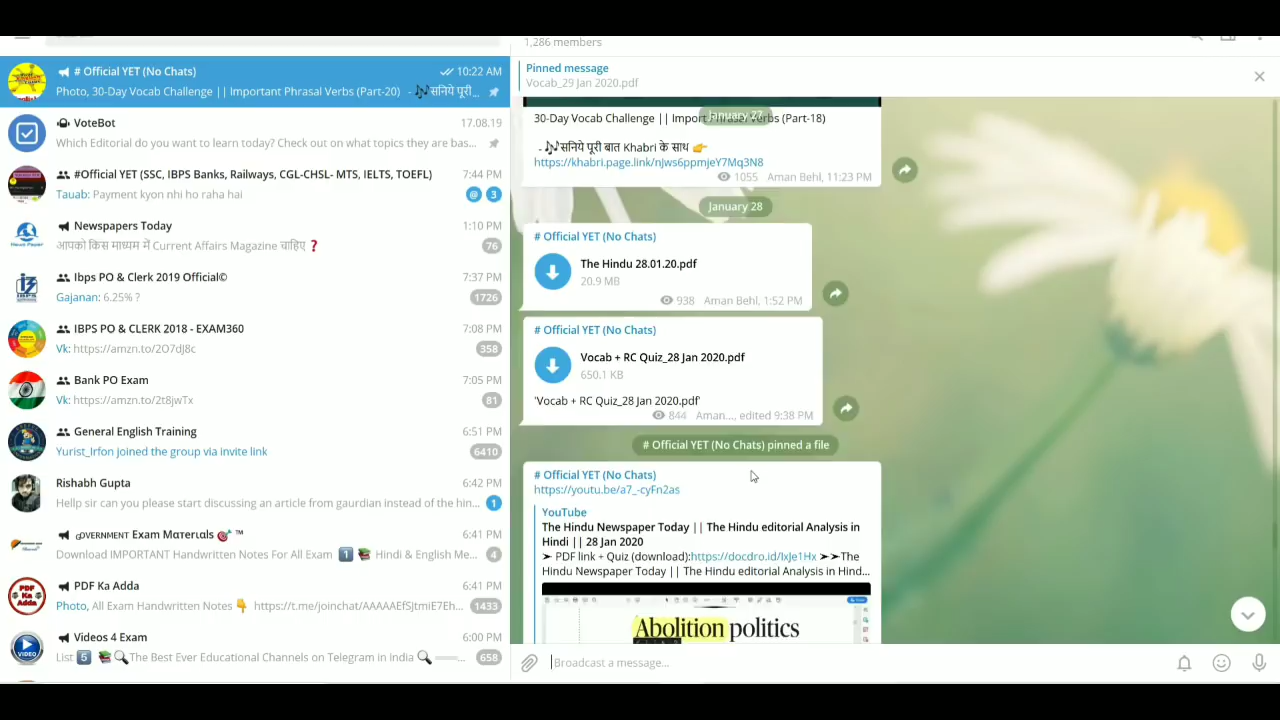 # Official YET (No Chats)
10:22 AM
Photo, 30-Day Vocab Challenge || Important Phrasal Verbs (Part-20) - 🎶सुनिये पूरी...
VoteBot
17.08.19
Which Editorial do you want to learn today? Check out on what topics they are bas...
#Official YET (SSC, IBPS Banks, Railways, CGL-CHSL- MTS, IELTS, TOEFL)
7:44 PM
Tauab: Payment kyon nhi ho raha hai
@ 3
Newspapers Today
1:10 PM
आपको किस माध्यम में Current Affairs Magazine चाहिए ❓
76
Ibps PO & Clerk 2019 Official©
7:37 PM
Gajanan: 6.25% ?
1726
IBPS PO & CLERK 2018 - EXAM360
7:08 PM
Vk: https://amzn.to/2O7dJ8c
358
Bank PO Exam
7:05 PM
Vk: https://amzn.to/2t8jwTx
81
General English Training
6:51 PM
Yurist_Irfon joined the group via invite link
6410
Rishabh Gupta
6:42 PM
Hellp sir can you please start discussing an article from gaurdian instead of the hin...
1
gOVERNMENT Exam Mαтerιαls 🎯 ™
6:41 PM
Download IMPORTANT Handwritten Notes For All Exam 1️⃣ 📚 Hindi & English Me...
4
PDF Ka Adda
6:41 PM
Photo, All Exam Handwritten Notes 👇 https://t.me/joinchat/AAAAAEfSJtmiE7Eh...
1433
Videos 4 Exam
6:00 PM
List 5️⃣ 📚🔍The Best Ever Educational Channels on Telegram in India 🔍 ——...
658
1,286 members
Pinned message
Vocab_29 Jan 2020.pdf
January 27
30-Day Vocab Challenge || Important Phrasal Verbs (Part-18)
- 🎶सनिये पूरी बात Khabri के साथ 👉
https://khabri.page.link/nJws6ppmjeY7Mq3N8
1055 Aman Behl, 11:23 PM
January 28
# Official YET (No Chats)
The Hindu 28.01.20.pdf
20.9 MB
938 Aman Behl, 1:52 PM
# Official YET (No Chats)
Vocab + RC Quiz_28 Jan 2020.pdf
650.1 KB
'Vocab + RC Quiz_28 Jan 2020.pdf'
844 Aman..., edited 9:38 PM
# Official YET (No Chats) pinned a file
# Official YET (No Chats)
https://youtu.be/a7_-cyFn2as
YouTube
The Hindu Newspaper Today || The Hindu editorial Analysis in
Hindi || 28 Jan 2020
➤ PDF link + Quiz (download):https://docdro.id/IxJe1Hx ➤➤The
Hindu Newspaper Today || The Hindu editorial Analysis in Hind...
Abolition politics
Broadcast a message...